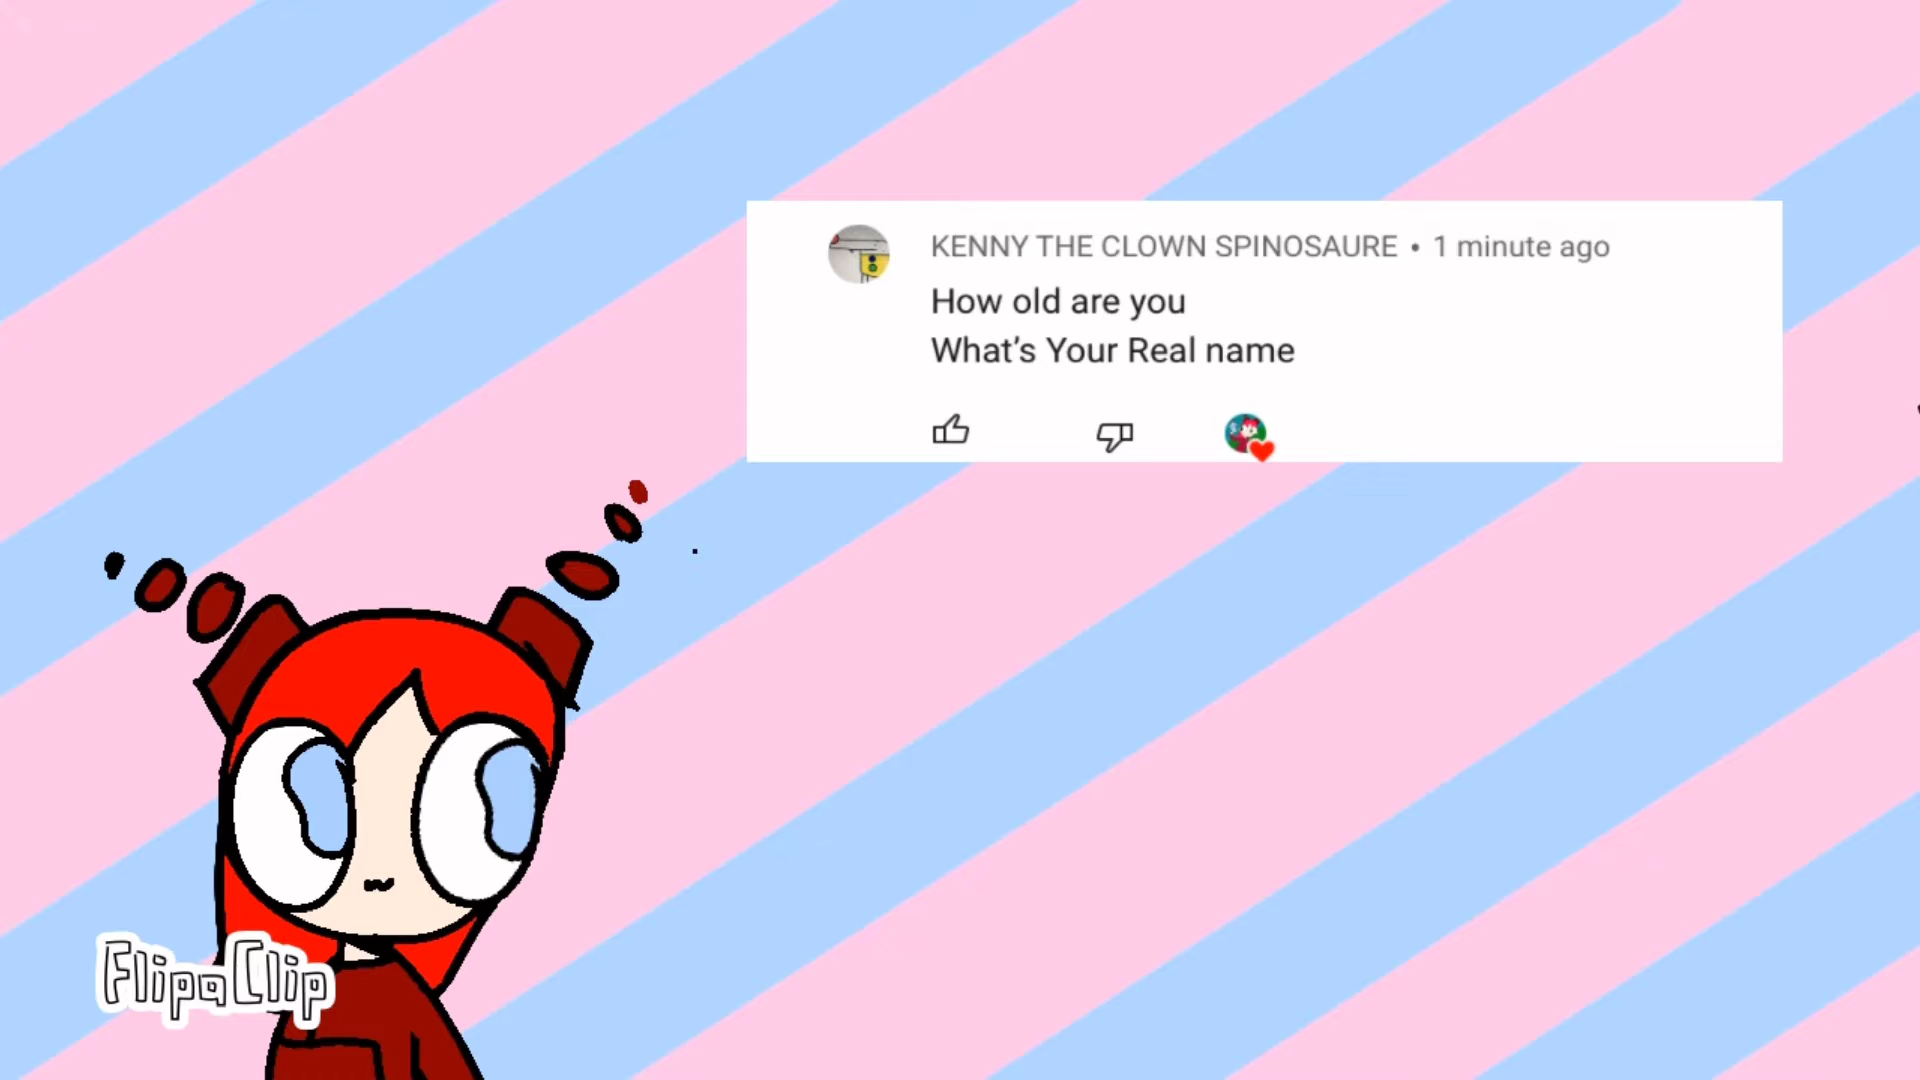 KENNY THE CLOWN SPINOSAURE • 1 minute ago
How old are you
What's Your Real name
FlipaClip